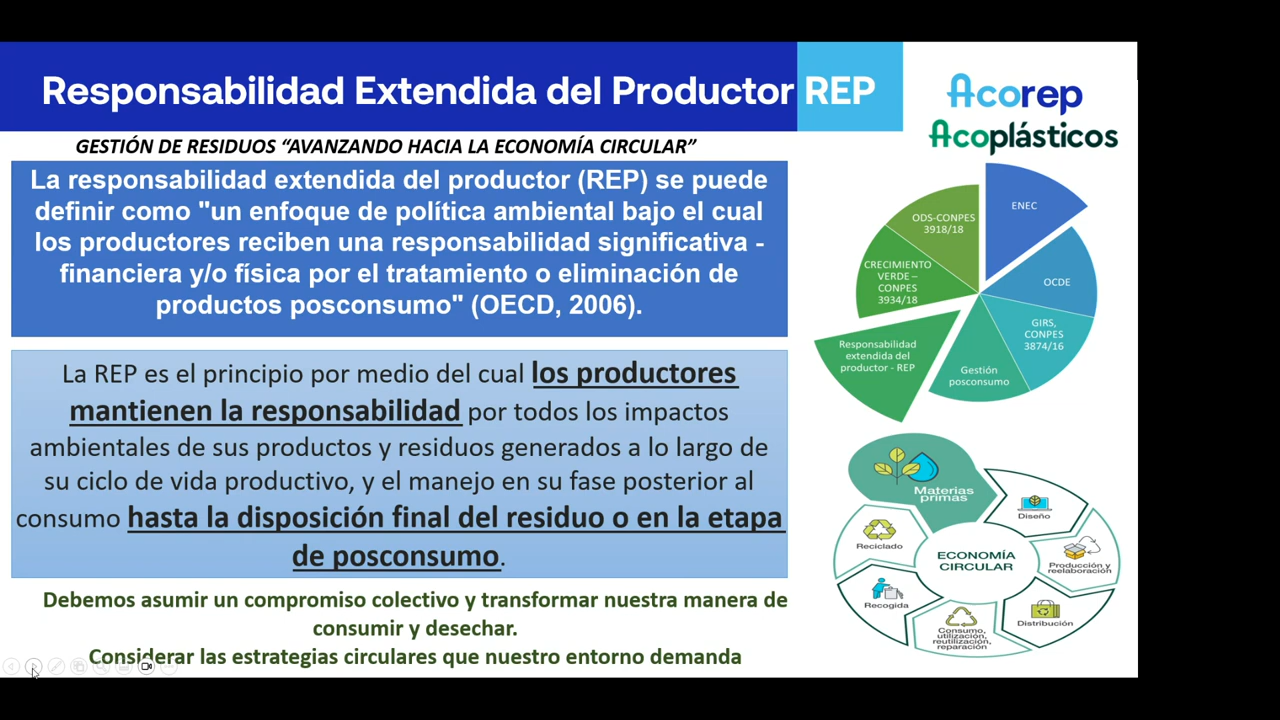 Responsabilidad Extendida del Productor REP
Acorep
Acoplásticos
GESTIÓN DE RESIDUOS “AVANZANDO HACIA LA ECONOMÍA CIRCULAR”
La responsabilidad extendida del productor (REP) se puede
definir como "un enfoque de política ambiental bajo el cual
los productores reciben una responsabilidad significativa -
financiera y/o física por el tratamiento o eliminación de
productos posconsumo" (OECD, 2006).
La REP es el principio por medio del cual los productores
mantienen la responsabilidad por todos los impactos
ambientales de sus productos y residuos generados a lo largo de
su ciclo de vida productivo, y el manejo en su fase posterior al
consumo hasta la disposición final del residuo o en la etapa
de posconsumo.
Debemos asumir un compromiso colectivo y transformar nuestra manera de
consumir y desechar.
Considerar las estrategias circulares que nuestro entorno demanda
ENEC
OCDE
GIRS,
CONPES
3874/16
Gestión
posconsumo
Responsabilidad
extendida del
productor - REP
CRECIMIENTO
VERDE –
CONPES
3934/18
ODS-CONPES
3918/18
Materias
primas
Diseño
Producción y
reelaboración
Distribución
Consumo,
utilización,
reutilización,
reparación
Recogida
Reciclado
ECONOMÍA
CIRCULAR